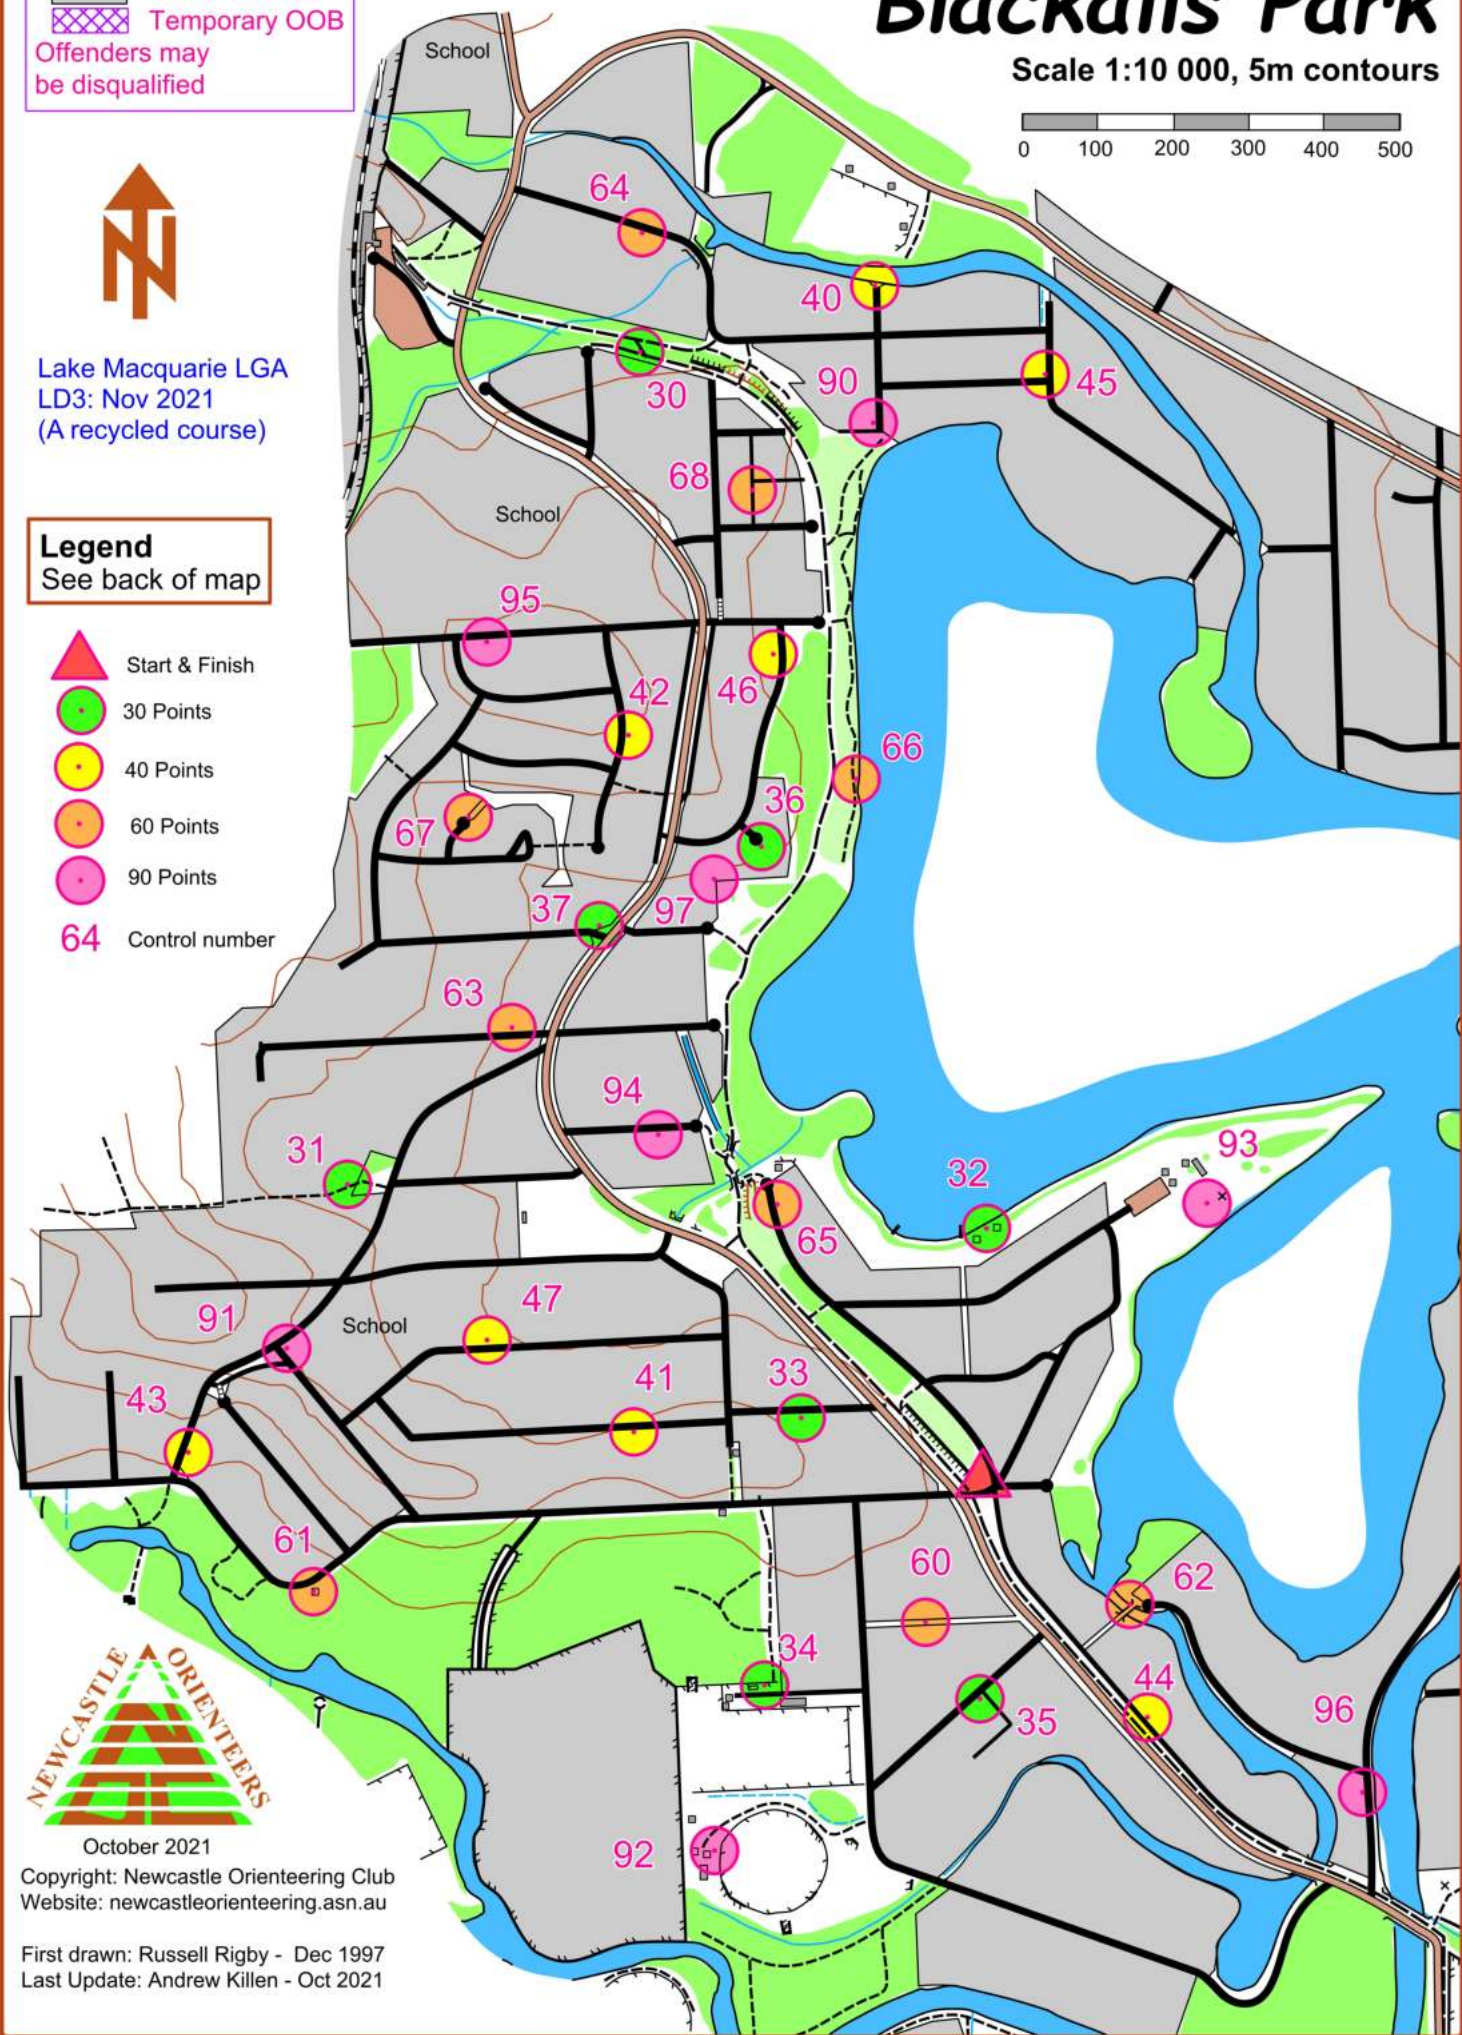 Blackalls Park
Temporary OOB
Offenders may
be disqualified
Scale 1:10 000, 5m contours
0 100 200 300 400 500
School
64
N
40
Lake Macquarie LGA
LD3: Nov 2021
(A recycled course)
90
45
30
68
School
Legend
See back of map
95
Start & Finish
42
46
30 Points
66
40 Points
36
60 Points
67
90 Points
37
97
64 Control number
63
94
31
93
32
65
47
91
School
41
33
43
61
60
62
34
44
35
96
NEWCASTLE ORIENTEERS
October 2021
92
Copyright: Newcastle Orienteering Club
Website: newcastleorienteering.asn.au
First drawn: Russell Rigby - Dec 1997
Last Update: Andrew Killen - Oct 2021